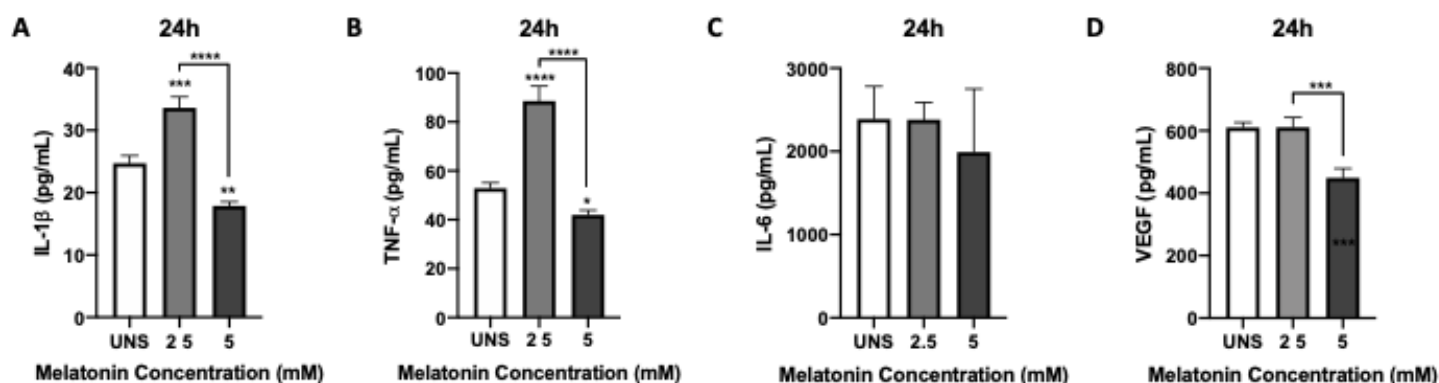 A 24h
B 24h
C 24h
D 24h
IL-1β (pg/mL)
40
30
20
10
0
***
****
**
UNS 2 5 5
Melatonin Concentration (mM)
TNF-α (pg/mL)
100
80
60
40
20
0
****
****
*
UNS 2 5 5
Melatonin Concentration (mM)
IL-6 (pg/mL)
3000
2000
1000
0
UNS 2.5 5
Melatonin Concentration (mM)
VEGF (pg/mL)
800
600
400
200
0
***
***
UNS 2 5 5
Melatonin Concentration (mM)